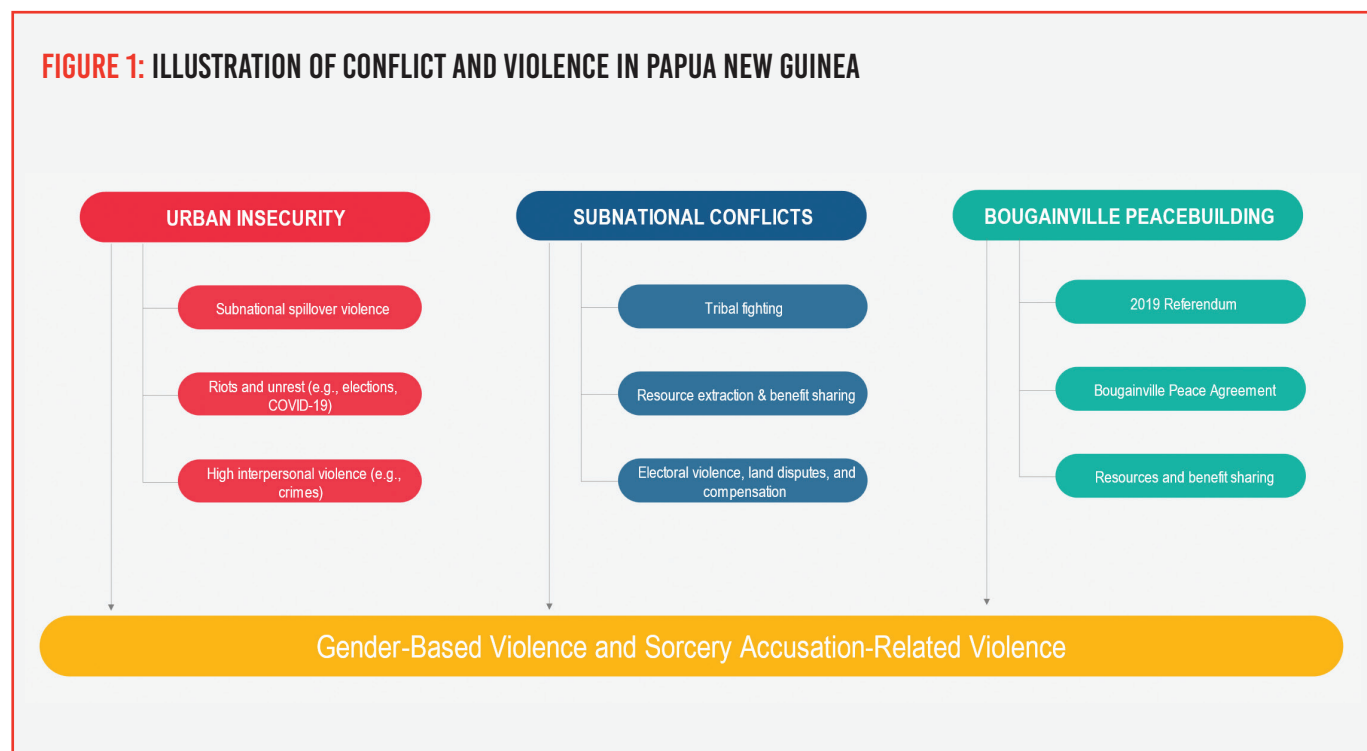 FIGURE 1: ILLUSTRATION OF CONFLICT AND VIOLENCE IN PAPUA NEW GUINEA
URBAN INSECURITY
Subnational spillover violence
Riots and unrest (e.g., elections,
COVID-19)
High interpersonal violence (e.g.,
crimes)
SUBNATIONAL CONFLICTS
Tribal fighting
Resource extraction & benefit sharing
Electoral violence, land disputes, and
compensation
BOUGAINVILLE PEACEBUILDING
2019 Referendum
Bougainville Peace Agreement
Resources and benefit sharing
Gender-Based Violence and Sorcery Accusation-Related Violence